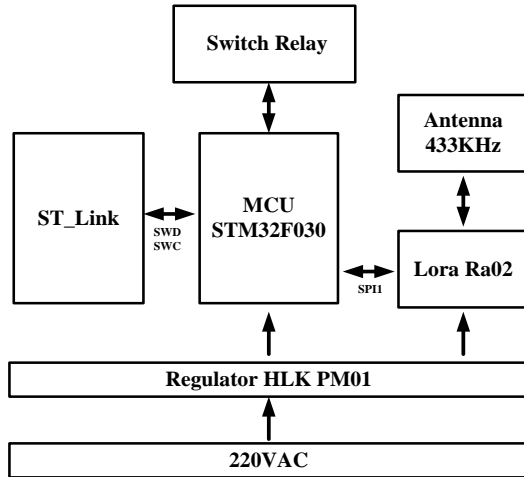 Switch Relay
Antenna
433KHz
ST_Link
SWD
SWC
MCU
STM32F030
SPI1
Lora Ra02
Regulator HLK PM01
220VAC